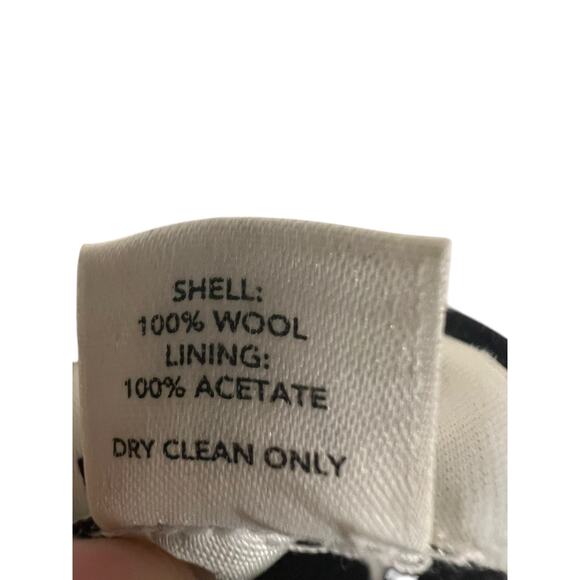 SHELL:
100% WOOL
LINING:
100% ACETATE
DRY CLEAN ONLY